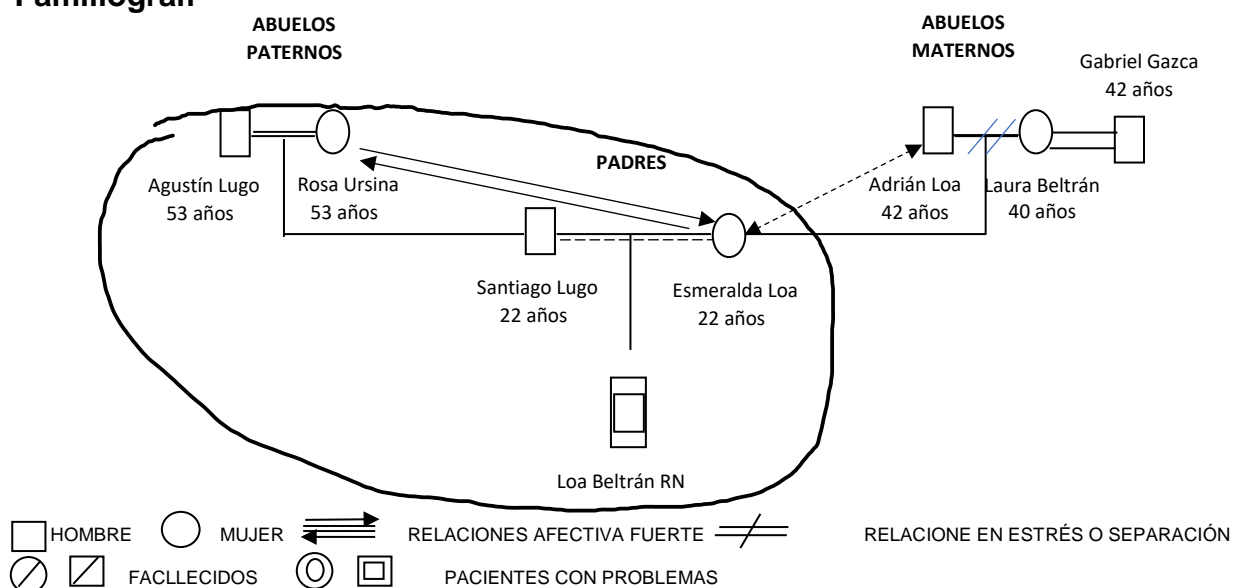 Familiogran
ABUELOS
PATERNOS
ABUELOS
MATERNOS
Gabriel Gazca
42 años
PADRES
Agustín Lugo
53 años
Rosa Ursina
53 años
Adrián Loa
42 años
Laura Beltrán
40 años
Santiago Lugo
22 años
Esmeralda Loa
22 años
Loa Beltrán RN
HOMBRE MUJER RELACIONES AFECTIVA FUERTE RELACIONE EN ESTRÉS O SEPARACIÓN
FACLLECIDOS PACIENTES CON PROBLEMAS